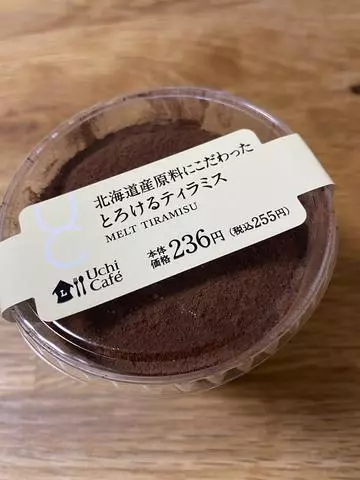 北海道産原料にこだわった
とろけるティラミス
MELT TIRAMISU
本体
価格 236円 (税込255円)
L Uchi
Café